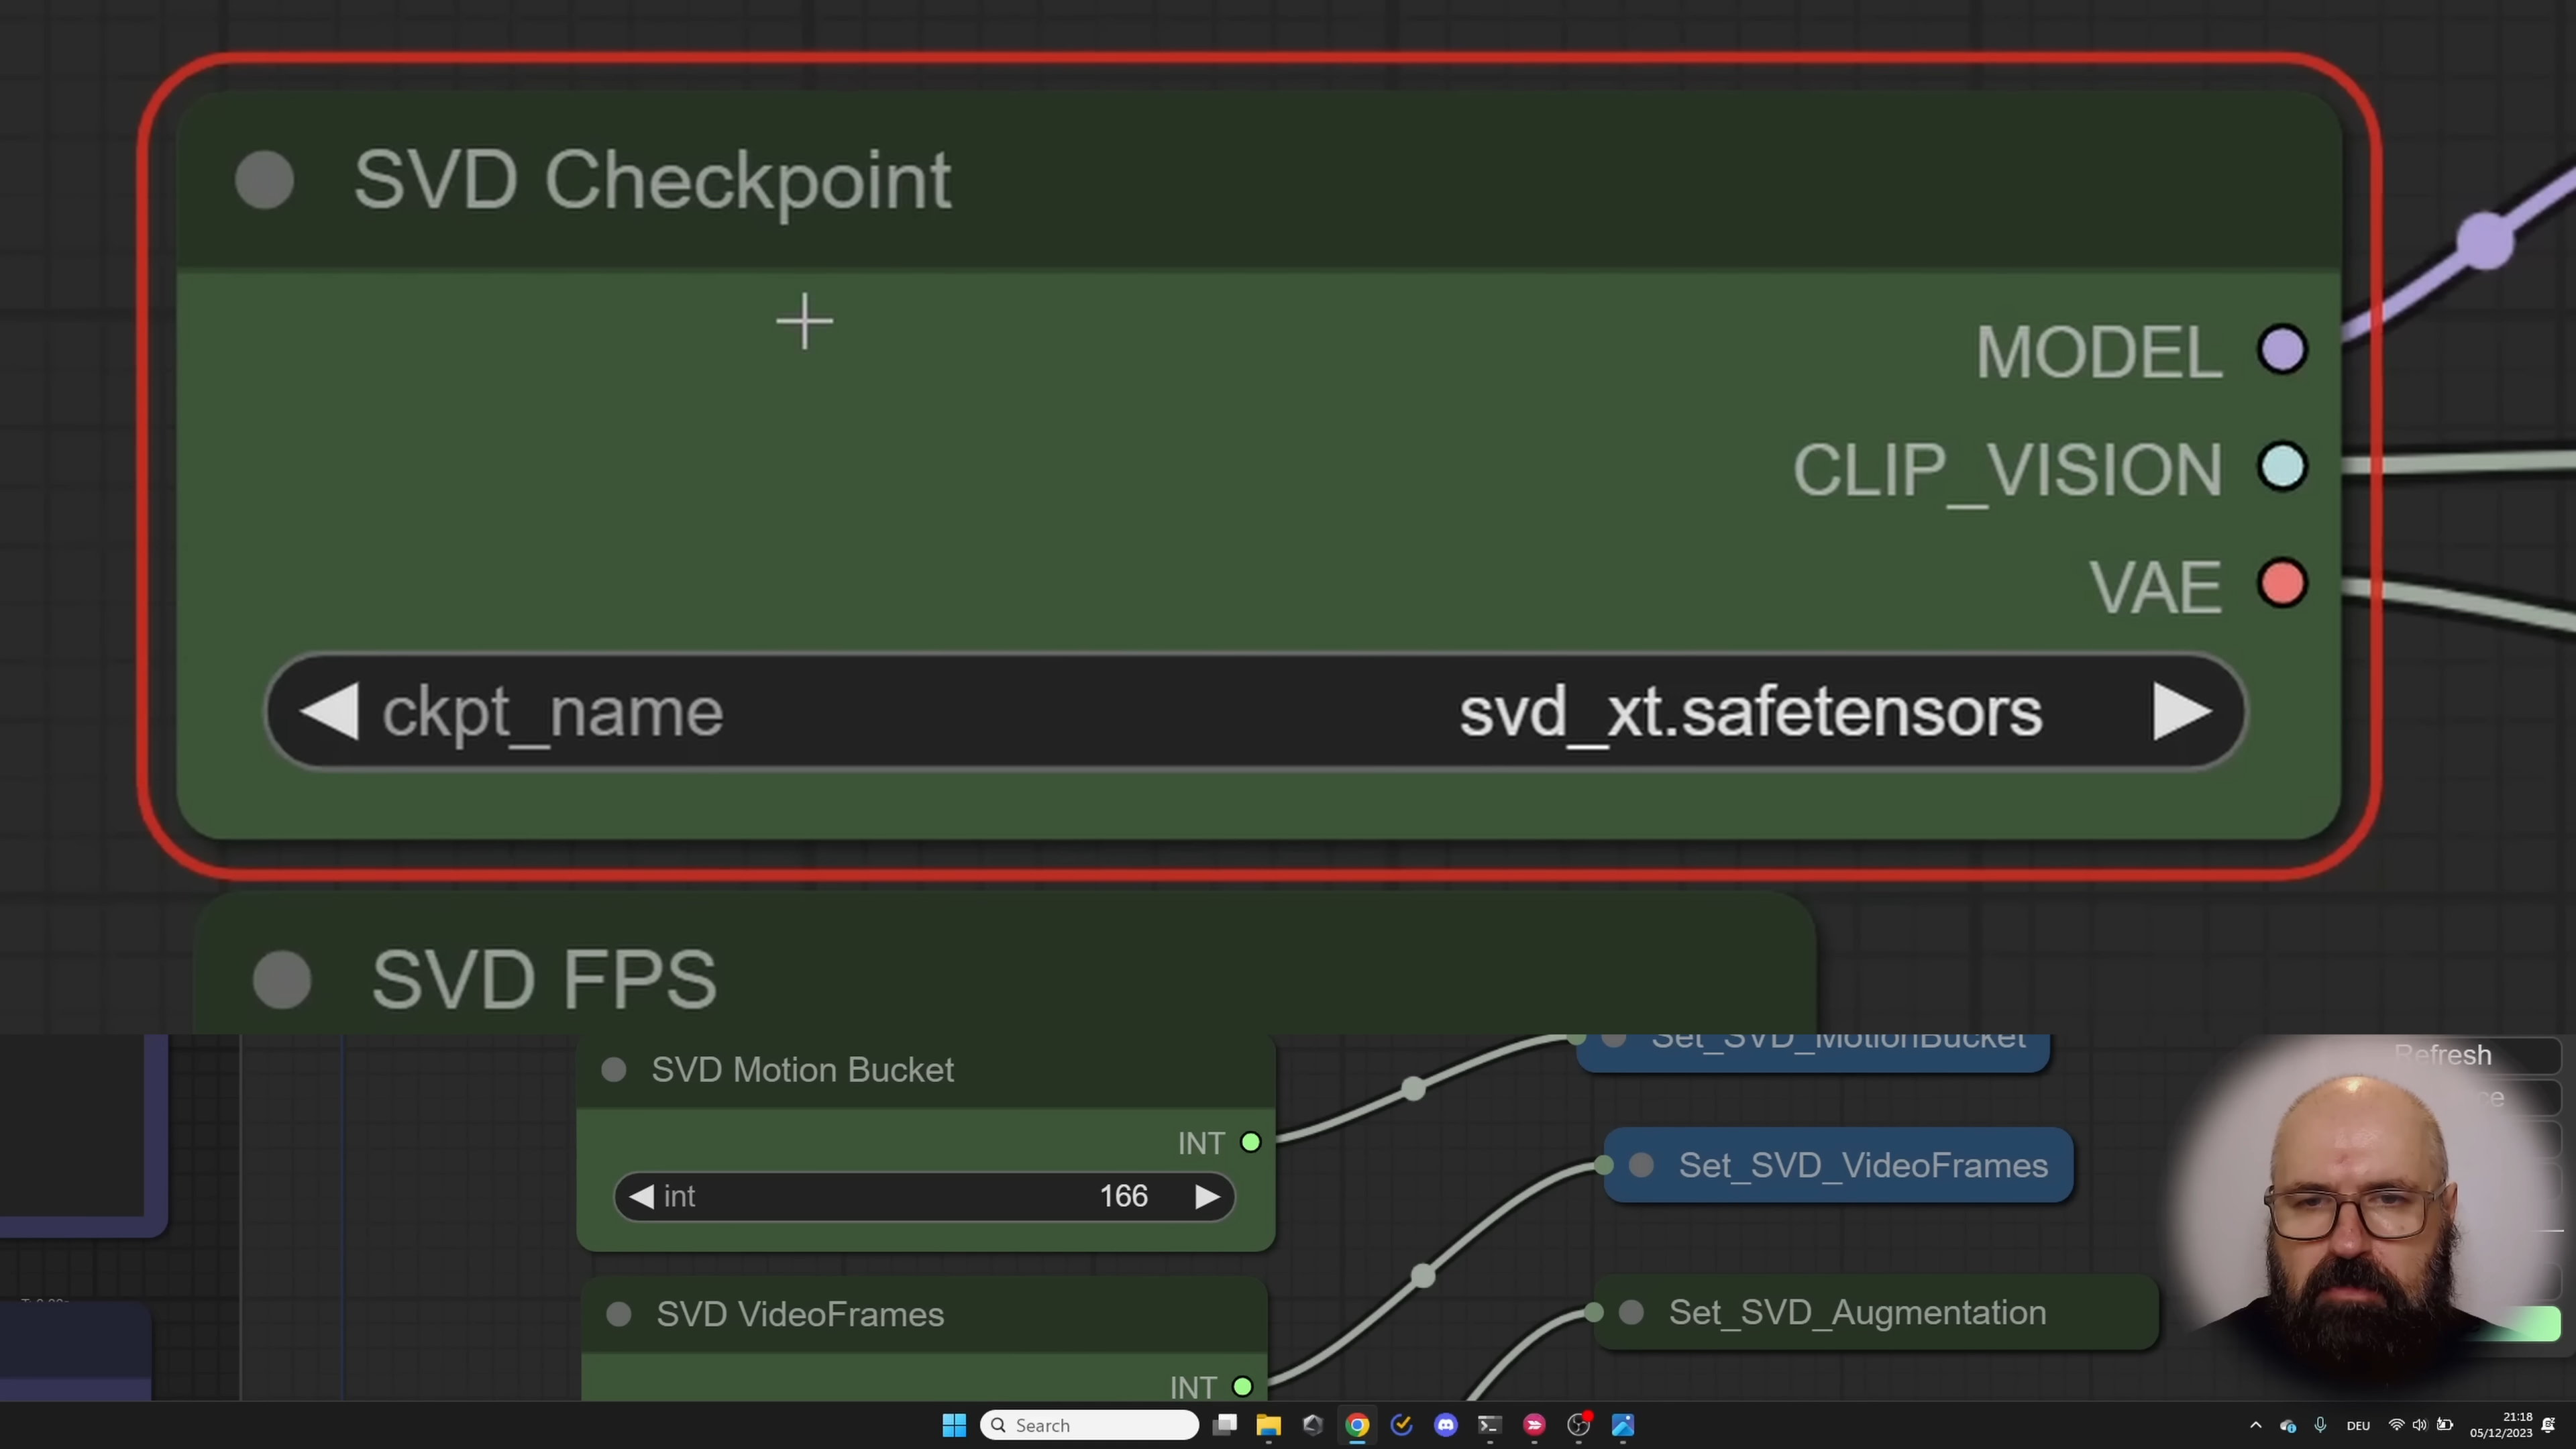 SVD Checkpoint
MODEL
CLIP_VISION
VAE
ckpt_name svd_xt.safetensors
SVD FPS
SVD Motion Bucket
INT
int 166
SVD VideoFrames
INT
Set_SVD_MotionBucket
Set_SVD_VideoFrames
Set_SVD_Augmentation
Refresh
Search
DEU
21:18
05/12/2023